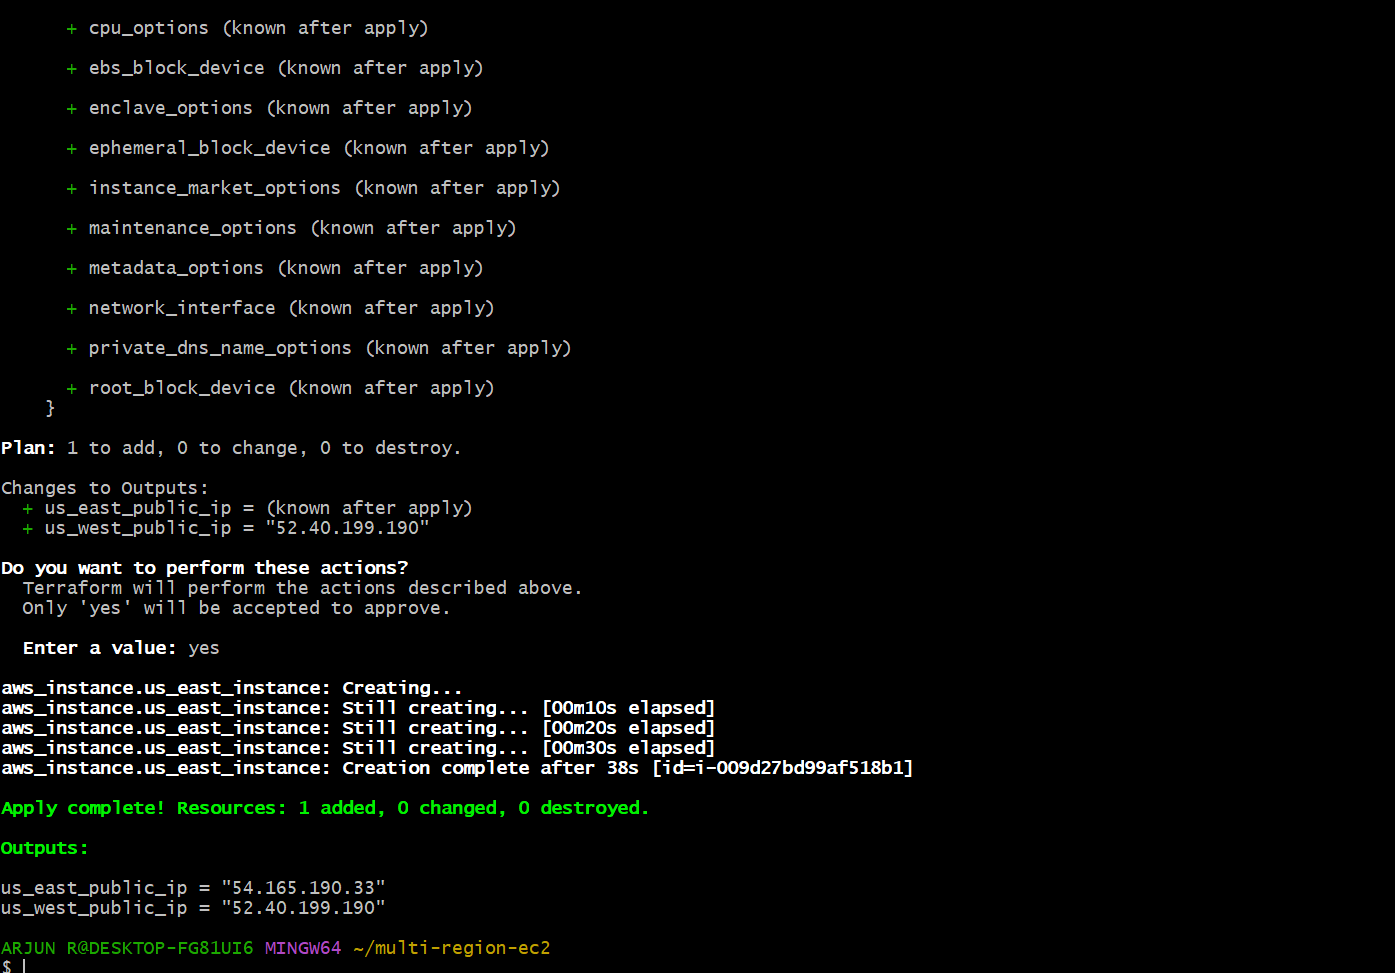 + cpu_options (known after apply)
+ ebs_block_device (known after apply)
+ enclave_options (known after apply)
+ ephemeral_block_device (known after apply)
+ instance_market_options (known after apply)
+ maintenance_options (known after apply)
+ metadata_options (known after apply)
+ network_interface (known after apply)
+ private_dns_name_options (known after apply)
+ root_block_device (known after apply)
}
Plan: 1 to add, 0 to change, 0 to destroy.
Changes to Outputs:
+ us_east_public_ip = (known after apply)
+ us_west_public_ip = "52.40.199.190"
Do you want to perform these actions?
Terraform will perform the actions described above.
Only 'yes' will be accepted to approve.
Enter a value: yes
aws_instance.us_east_instance: Creating...
aws_instance.us_east_instance: Still creating... [00m10s elapsed]
aws_instance.us_east_instance: Still creating... [00m20s elapsed]
aws_instance.us_east_instance: Still creating... [00m30s elapsed]
aws_instance.us_east_instance: Creation complete after 38s [id=i-009d27bd99af518b1]
Apply complete! Resources: 1 added, 0 changed, 0 destroyed.
Outputs:
us_east_public_ip = "54.165.190.33"
us_west_public_ip = "52.40.199.190"
ARJUN R@DESKTOP-FG81UI6 MINGW64 ~/multi-region-ec2
$